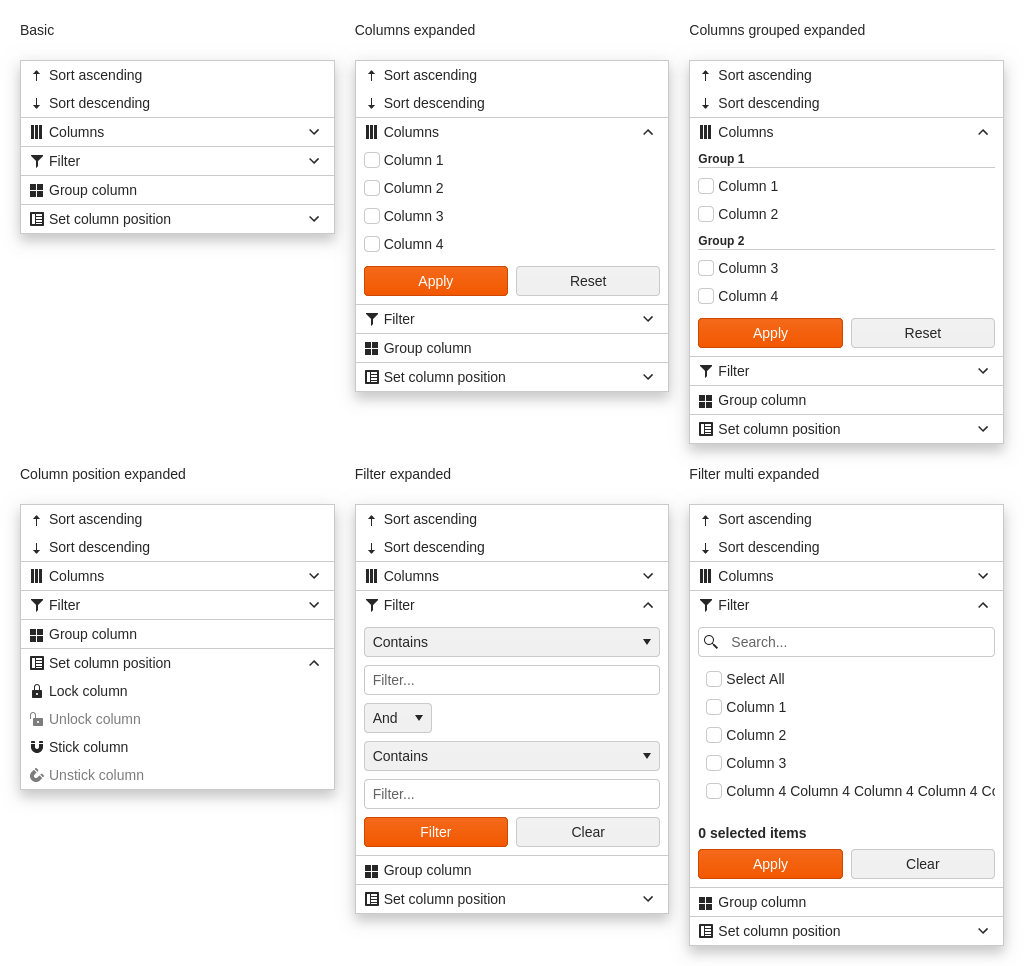 Basic
Sort ascending
Sort descending
Columns
Filter
Group column
Set column position
Columns expanded
Sort ascending
Sort descending
Columns
Column 1
Column 2
Column 3
Column 4
Apply Reset
Filter
Group column
Set column position
Columns grouped expanded
Sort ascending
Sort descending
Columns
Group 1
Column 1
Column 2
Group 2
Column 3
Column 4
Apply Reset
Filter
Group column
Set column position
Column position expanded
Sort ascending
Sort descending
Columns
Filter
Group column
Set column position
Lock column
Unlock column
Stick column
Unstick column
Filter expanded
Sort ascending
Sort descending
Columns
Filter
Contains
Filter...
And
Contains
Filter...
Filter Clear
Group column
Set column position
Filter multi expanded
Sort ascending
Sort descending
Columns
Filter
Search...
Select All
Column 1
Column 2
Column 3
Column 4 Column 4 Column 4 Column 4
0 selected items
Apply Clear
Group column
Set column position